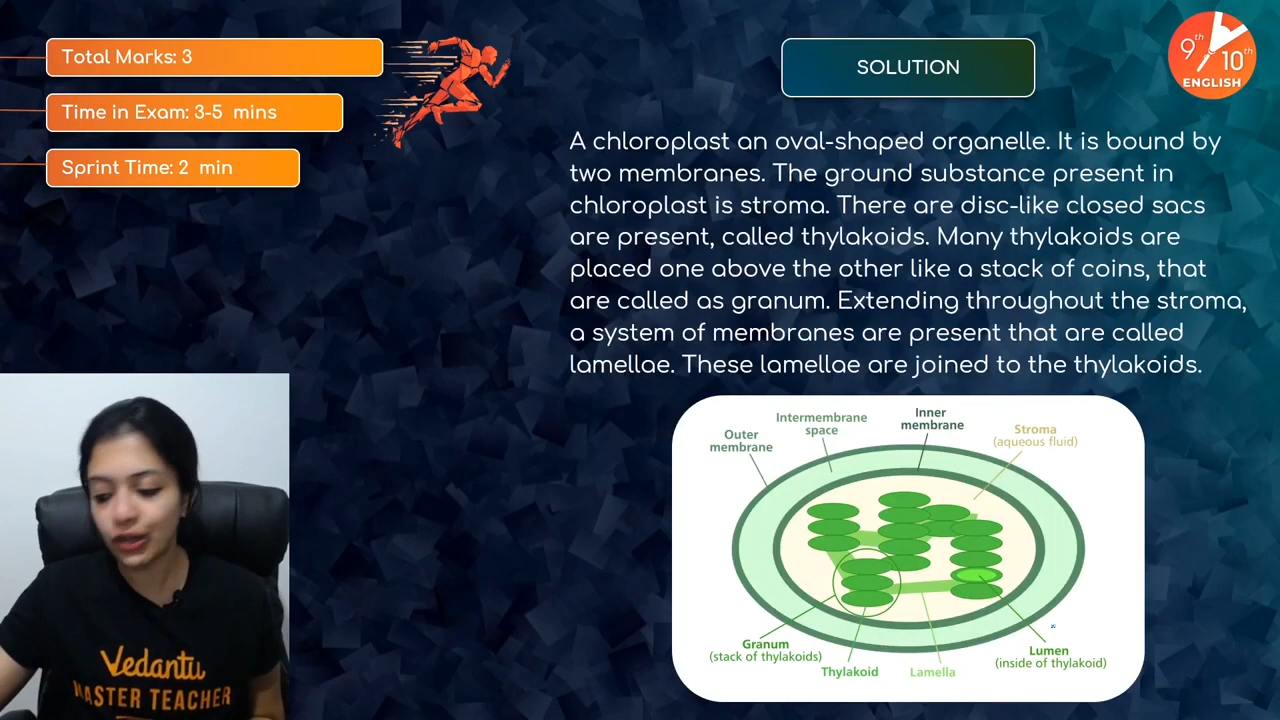 Total Marks: 3
Time in Exam: 3-5 mins
Sprint Time: 2 min
SOLUTION
9th 10th
ENGLISH
A chloroplast an oval-shaped organelle. It is bound by
two membranes. The ground substance present in
chloroplast is stroma. There are disc-like closed sacs
are present, called thylakoids. Many thylakoids are
placed one above the other like a stack of coins, that
are called as granum. Extending throughout the stroma,
a system of membranes are present that are called
lamellae. These lamellae are joined to the thylakoids.
Outer
membrane
Intermembrane
space
Inner
membrane
Stroma
(aqueous fluid)
Granum
(stack of thylakoids)
Thylakoid
Lamella
Lumen
(inside of thylakoid)
Vedantu
MASTER TEACHER